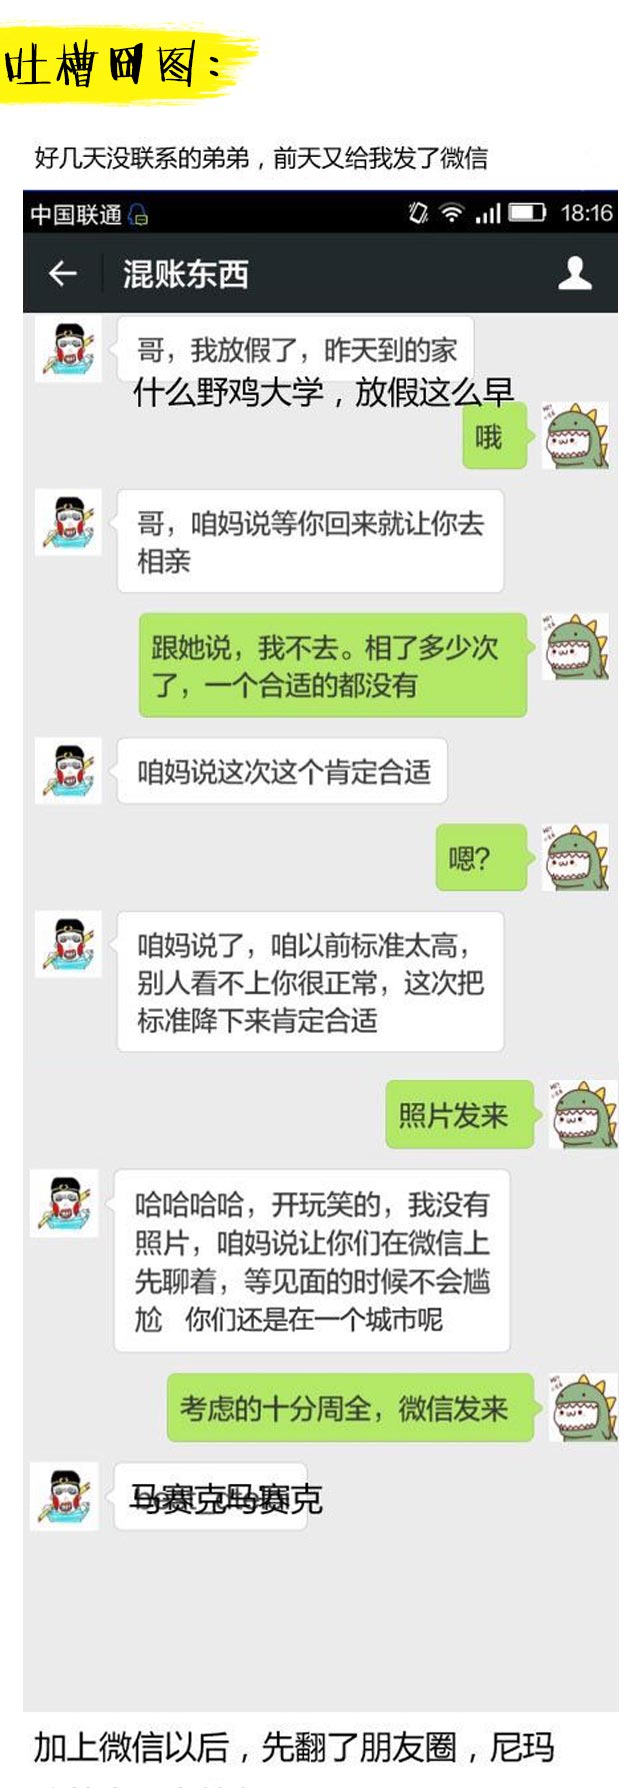 吐槽囧图：
好几天没联系的弟弟，前天又给我发了微信
中国联通
18:16
混账东西
哥，我放假了，昨天到的家
什么野鸡大学，放假这么早
哦
哥，咱妈说等你回来就让你去
相亲
跟她说，我不去。相了多少次
了，一个合适的都没有
咱妈说这次这个肯定合适
嗯?
咱妈说了，咱以前标准太高，
别人看不上你很正常，这次把
标准降下来肯定合适
照片发来
哈哈哈哈，开玩笑的，我没有
照片，咱妈说让你们在微信上
先聊着，等见面的时候不会尴
尬 你们还是在一个城市呢
考虑的十分周全，微信发来
马赛克马赛克
加上微信以后，先翻了朋友圈，尼玛